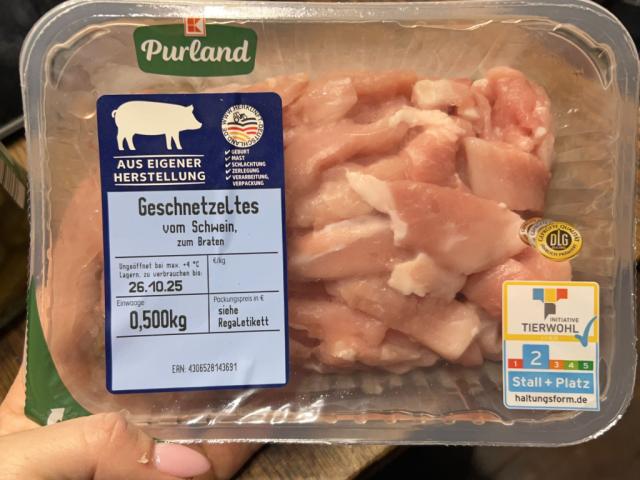 K
Purland
AUS EIGENER
HERSTELLUNG
GEBURT
MAST
SCHLACHTUNG
ZERLEGUNG
VERARBEITUNG,
VERPACKUNG
Geschnetzeltes
vom Schwein,
zum Braten
Ungeöffnet bei max. +4 °C
lagern, zu verbrauchen bis:
26.10.25
€/kg
Einwaage
0,500kg
Packungspreis in €
siehe
Regaletikett
EAN: 4306528143691
DLG
INITIATIVE
TIERWOHL
1 2 3 4 5
Stall + Platz
haltungsform.de